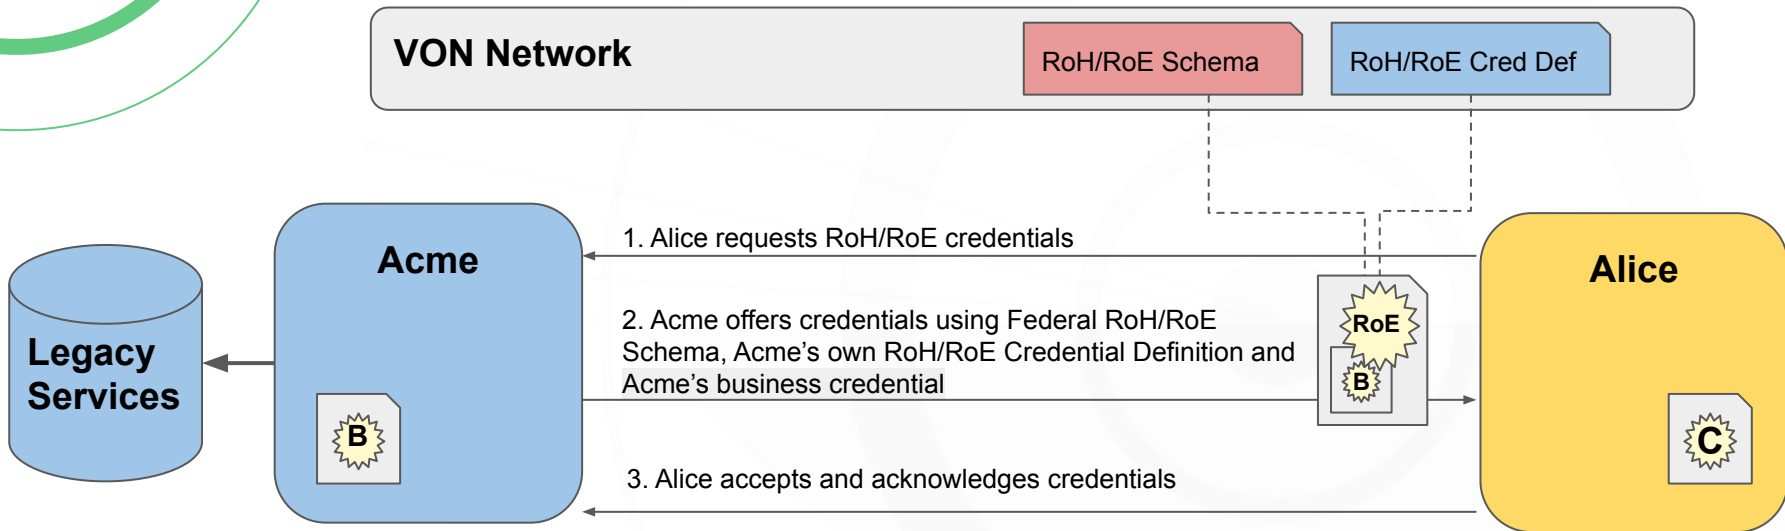 VON Network
RoH/RoE Schema
RoH/RoE Cred Def
Acme
1. Alice requests RoH/RoE credentials
Alice
Legacy
Services
2. Acme offers credentials using Federal RoH/RoE
Schema, Acme’s own RoH/RoE Credential Definition and
Acme’s business credential
RoE
B
B
C
3. Alice accepts and acknowledges credentials